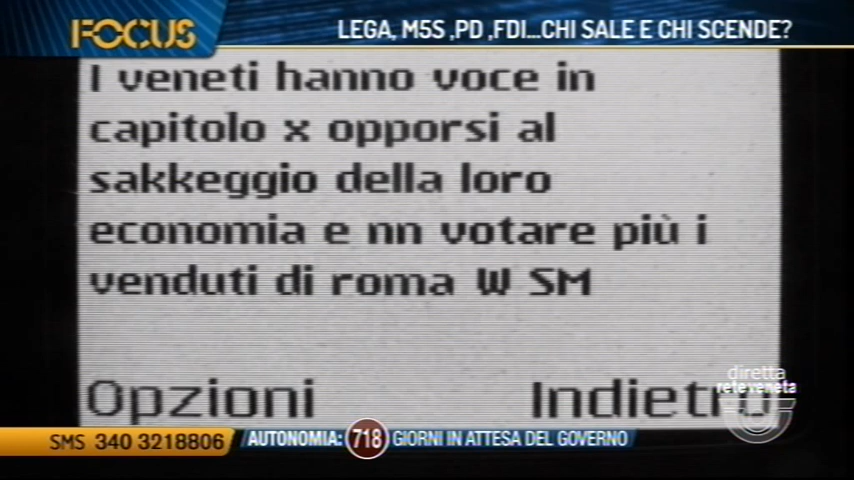 FOCUS
LEGA, M5S ,PD ,FDI...CHI SALE E CHI SCENDE?
I veneti hanno voce in
capitolo x opporsi al
sakkeggio della loro
economia e nn votare più i
venduti di roma W SM
Opzioni Indietro
diretta
reteveneta
SMS 340 3218806 AUTONOMIA: 718 GIORNI IN ATTESA DEL GOVERNO